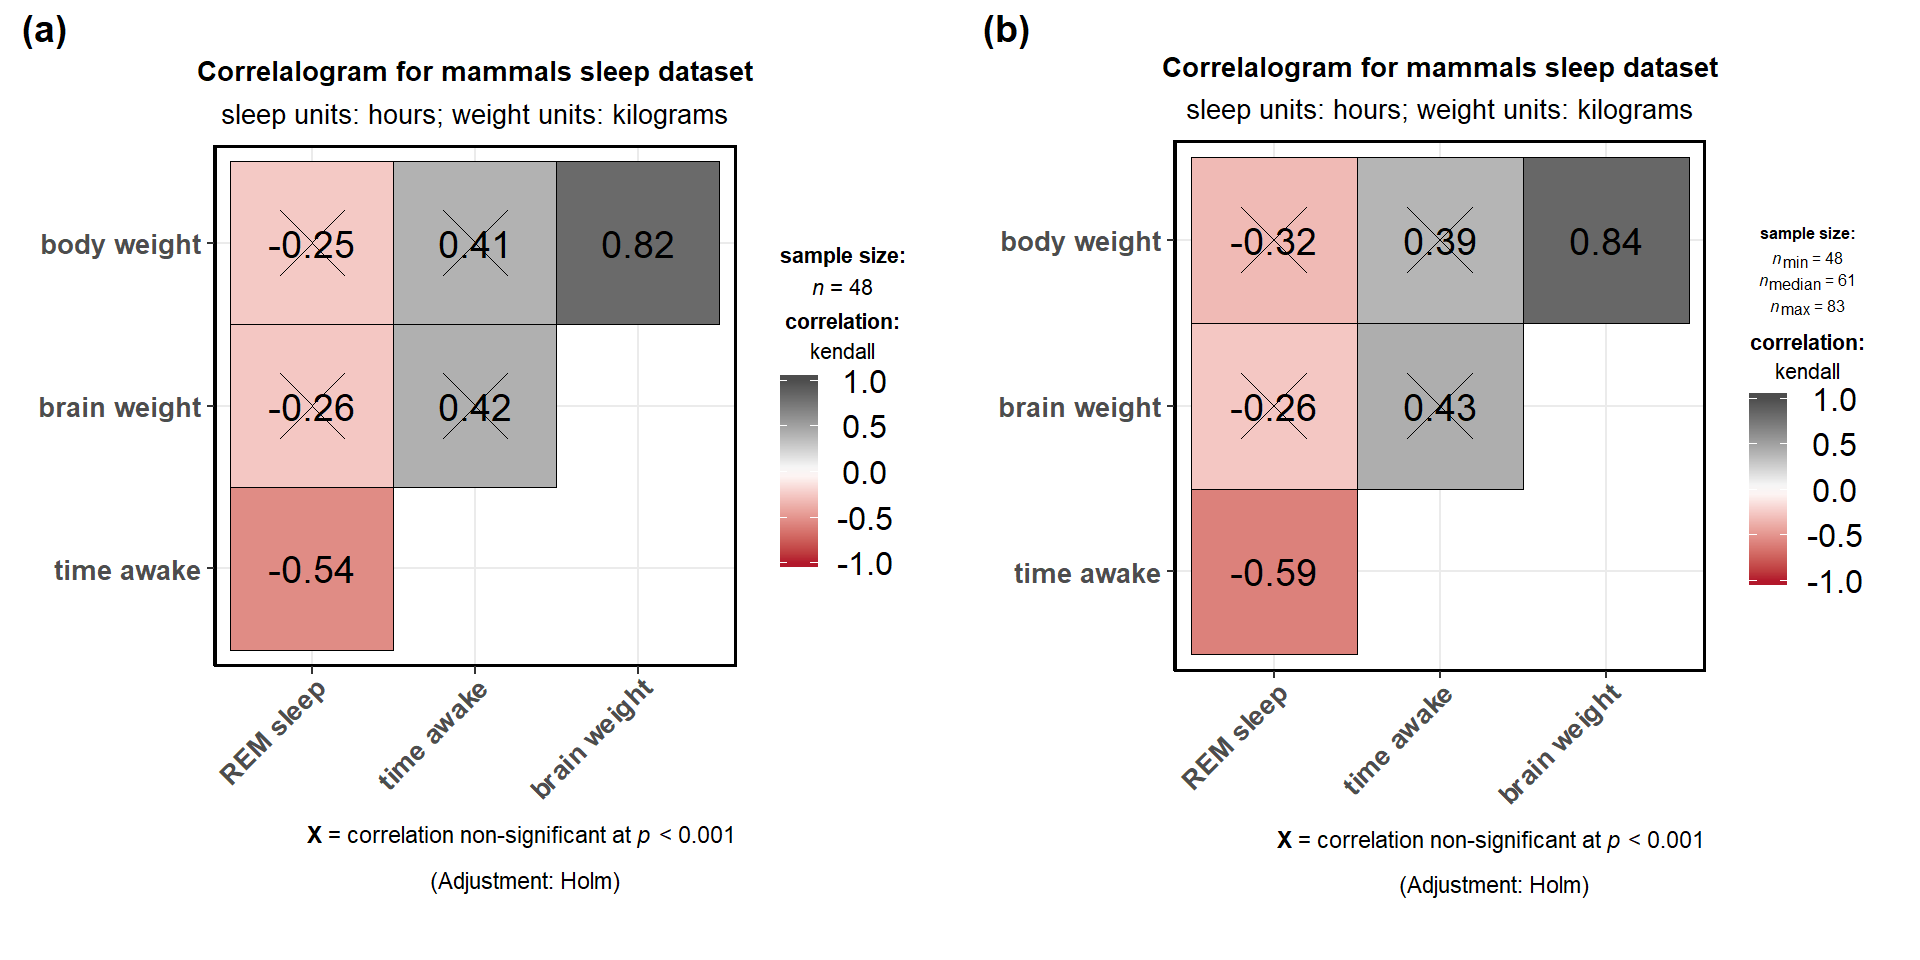 (a)
Correlalogram for mammals sleep dataset
sleep units: hours; weight units: kilograms
body weight
-0.25
0.41
0.82
brain weight
-0.26
0.42
time awake
-0.54
REM sleep
time awake
brain weight
sample size:
n = 48
correlation:
kendall
1.0
0.5
0.0
-0.5
-1.0
X = correlation non-significant at p < 0.001
(Adjustment: Holm)
(b)
Correlalogram for mammals sleep dataset
sleep units: hours; weight units: kilograms
body weight
-0.32
0.39
0.84
brain weight
-0.26
0.43
time awake
-0.59
REM sleep
time awake
brain weight
sample size:
nmin = 48
nmedian = 61
nmax = 83
correlation:
kendall
1.0
0.5
0.0
-0.5
-1.0
X = correlation non-significant at p < 0.001
(Adjustment: Holm)